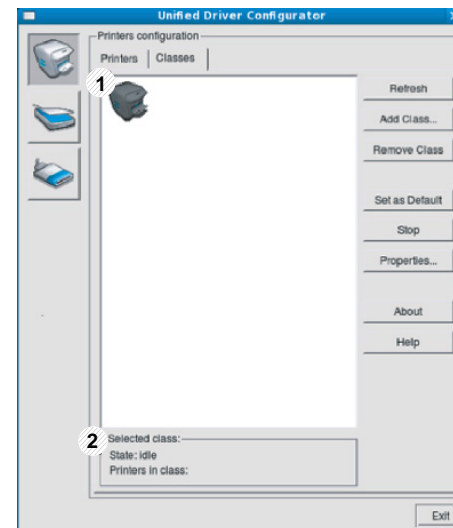 Unified Driver Configurator
Printers configuration
Printers
Classes
1
Refresh
Add Class...
Remove Class
Set as Default
Stop
Properties...
About
Help
2
Selected class:
State: idle
Printers in class:
Exit